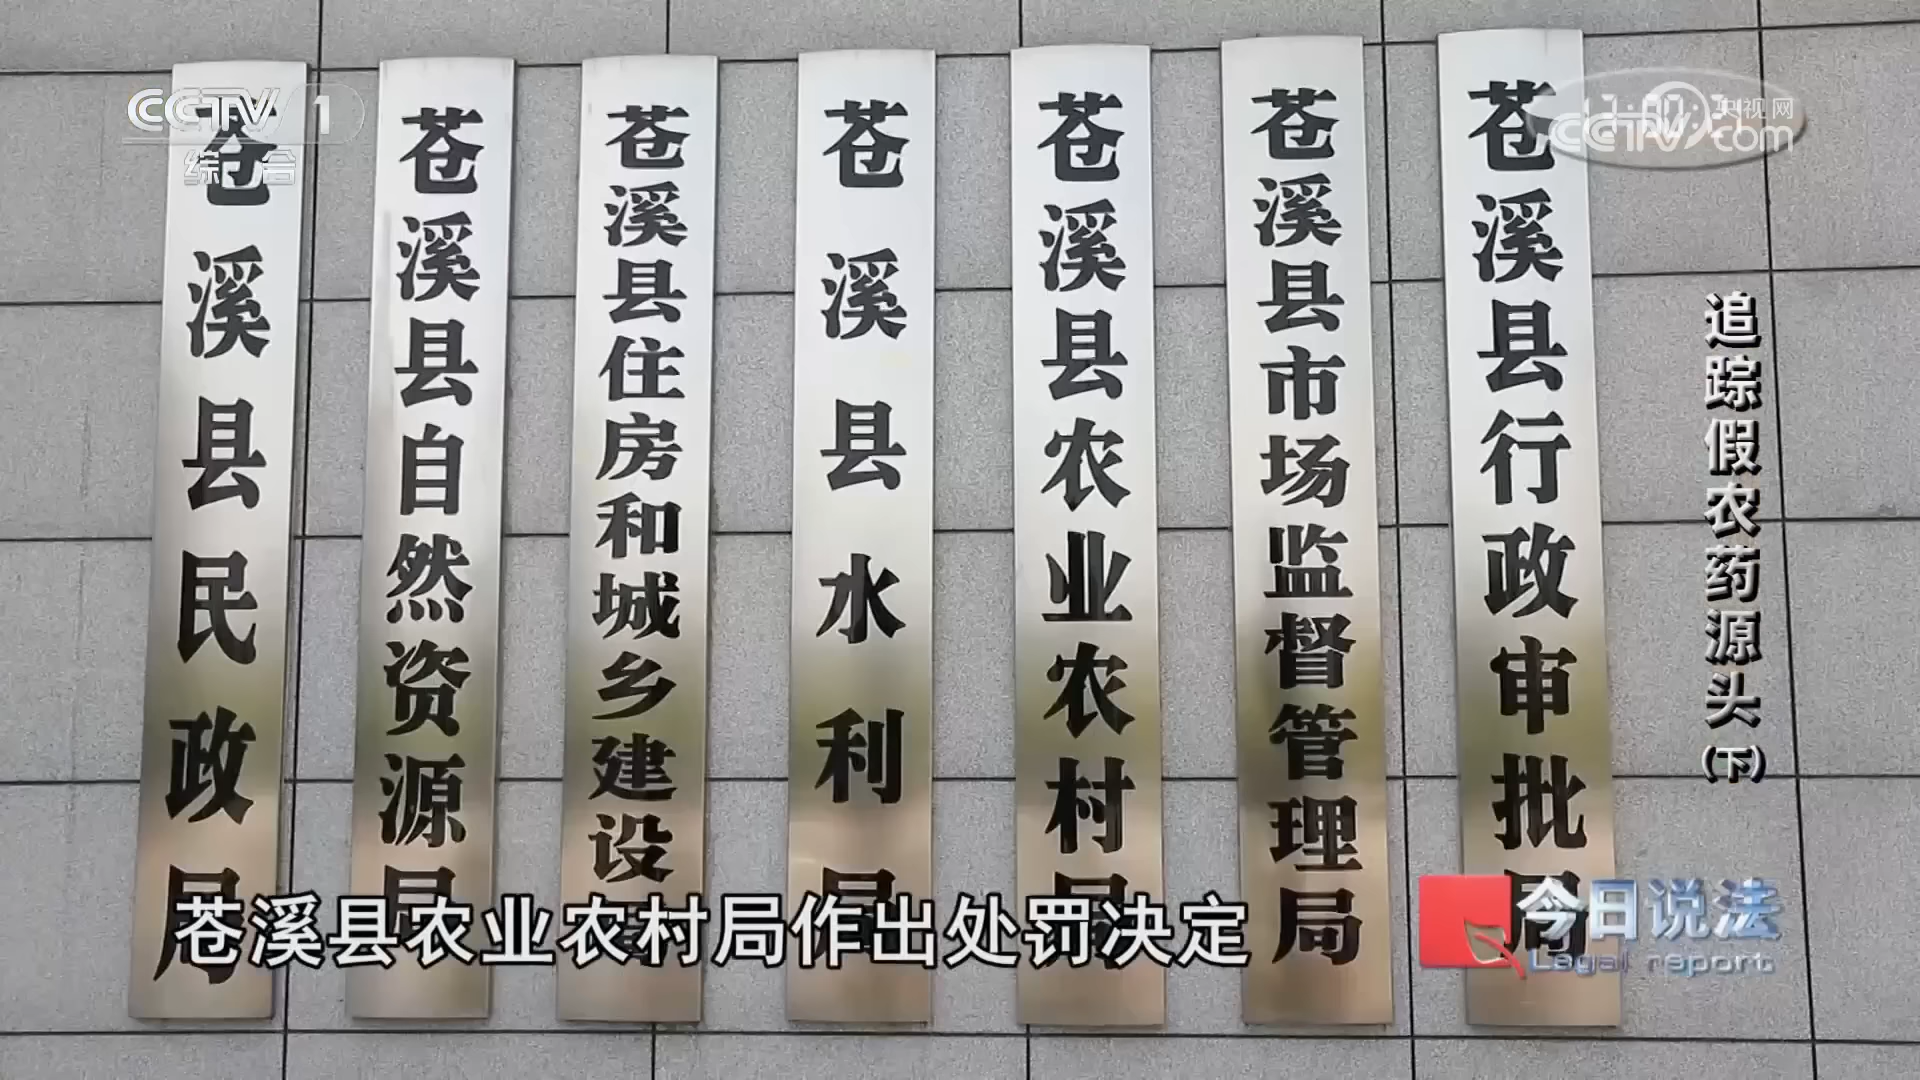 CCTV 1
综合
央视网
CCTV.com
苍溪县民政局
苍溪县自然资源局
苍溪县住房和城乡建设
苍溪县水利局
苍溪县农业农村局
苍溪县市场监督管理局
苍溪县行政审批局
追踪假农药源头(下)
苍溪县农业农村局作出处罚决定
今日说法
Legal report